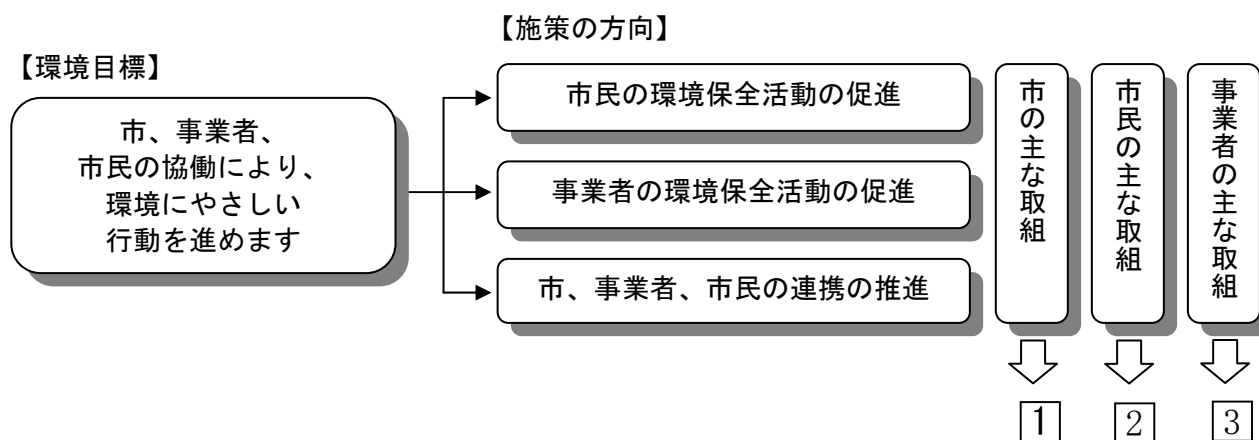 【施策の方向】
【環境目標】
市、事業者、
市民の協働により、
環境にやさしい
行動を進めます
市民の環境保全活動の促進
事業者の環境保全活動の促進
市、事業者、市民の連携の推進
市の主な取組
市民の主な取組
事業者の主な取組
1
2
3